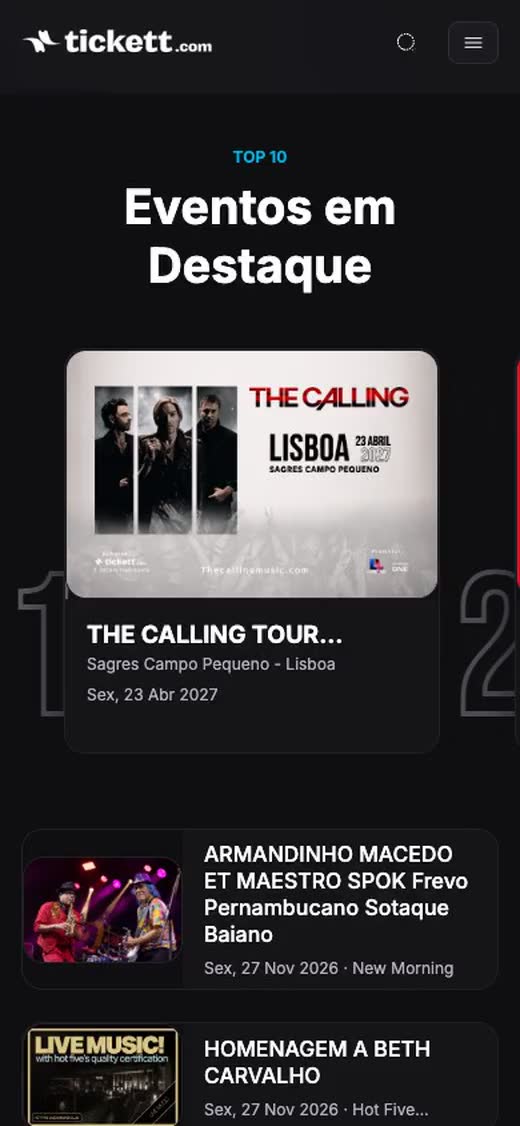 tickett.com
TOP 10
Eventos em
Destaque
THE CALLING
LISBOA 23 ABRIL 2027
SAGRES CAMPO PEQUENO
tickett.com
Thecallingmusic.com
ONE
1
2
THE CALLING TOUR...
Sagres Campo Pequeno - Lisboa
Sex, 23 Abr 2027
ARMANDINHO MACEDO
ET MAESTRO SPOK Frevo
Pernambucano Sotaque
Baiano
Sex, 27 Nov 2026 · New Morning
LIVE MUSIC!
with hot five's quality certification
HOMENAGEM A BETH
CARVALHO
Sex, 27 Nov 2026 · Hot Five...